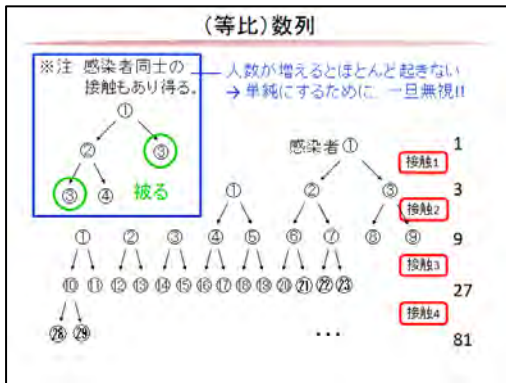 (等比)数列
※注 感染者同士の
接触もあり得る。
人数が増えるとほとんど起きない
→ 単純にするために、一旦無視!!
①
② ③
③ ④ 被る
感染者① 1
接触1
① ② ③ 3
接触2
① ② ③ ④ ⑤ ⑥ ⑦ ⑧ ⑨ 9
接触3
⑩ ⑪ ⑫ ⑬ ⑭ ⑮ ⑯ ⑰ ⑱ ⑲ ⑳ ㉑ ㉒ ㉓ 27
接触4
㉘ ㉙ ... 81